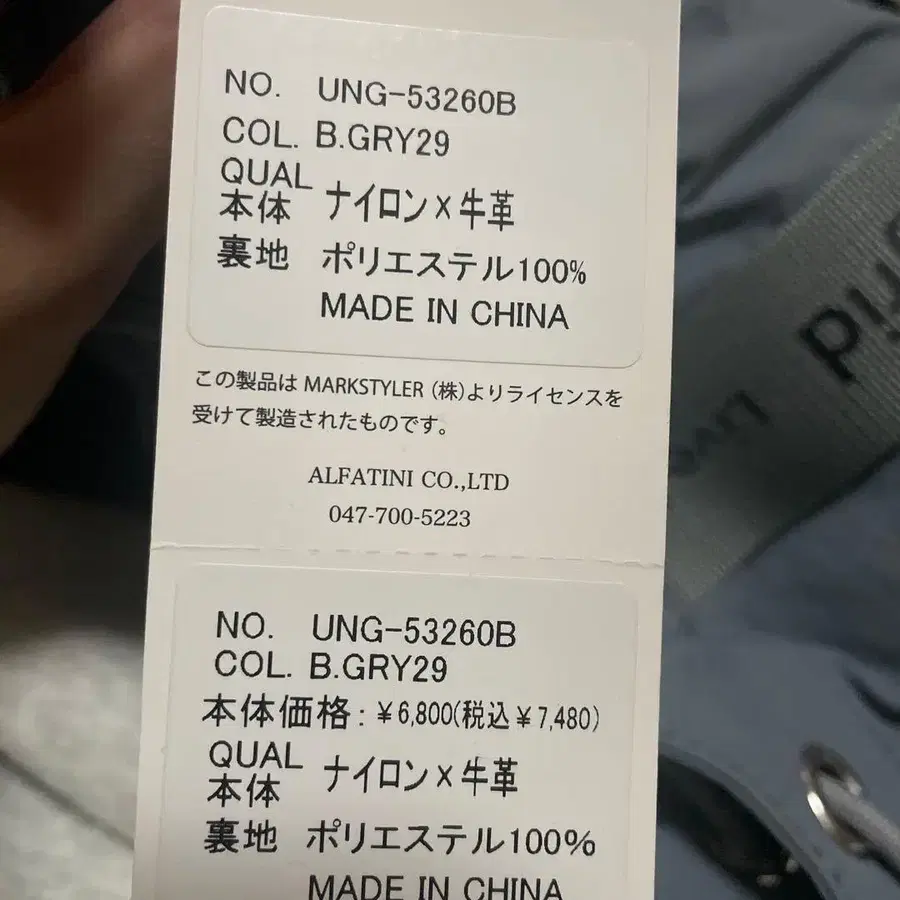 NO. UNG-53260B
COL. B.GRY29
QUAL
本体 ナイロン×牛革
裏地 ポリエステル100%
MADE IN CHINA
この製品は MARKSTYLER (株)よりライセンスを
受けて製造されたものです。
ALFATINI CO.,LTD
047-700-5223
NO. UNG-53260B
COL. B.GRY29
本体価格:¥6,800(税込¥7,480)
QUAL
本体 ナイロン×牛革
裏地 ポリエステル100%
MADE IN CHINA